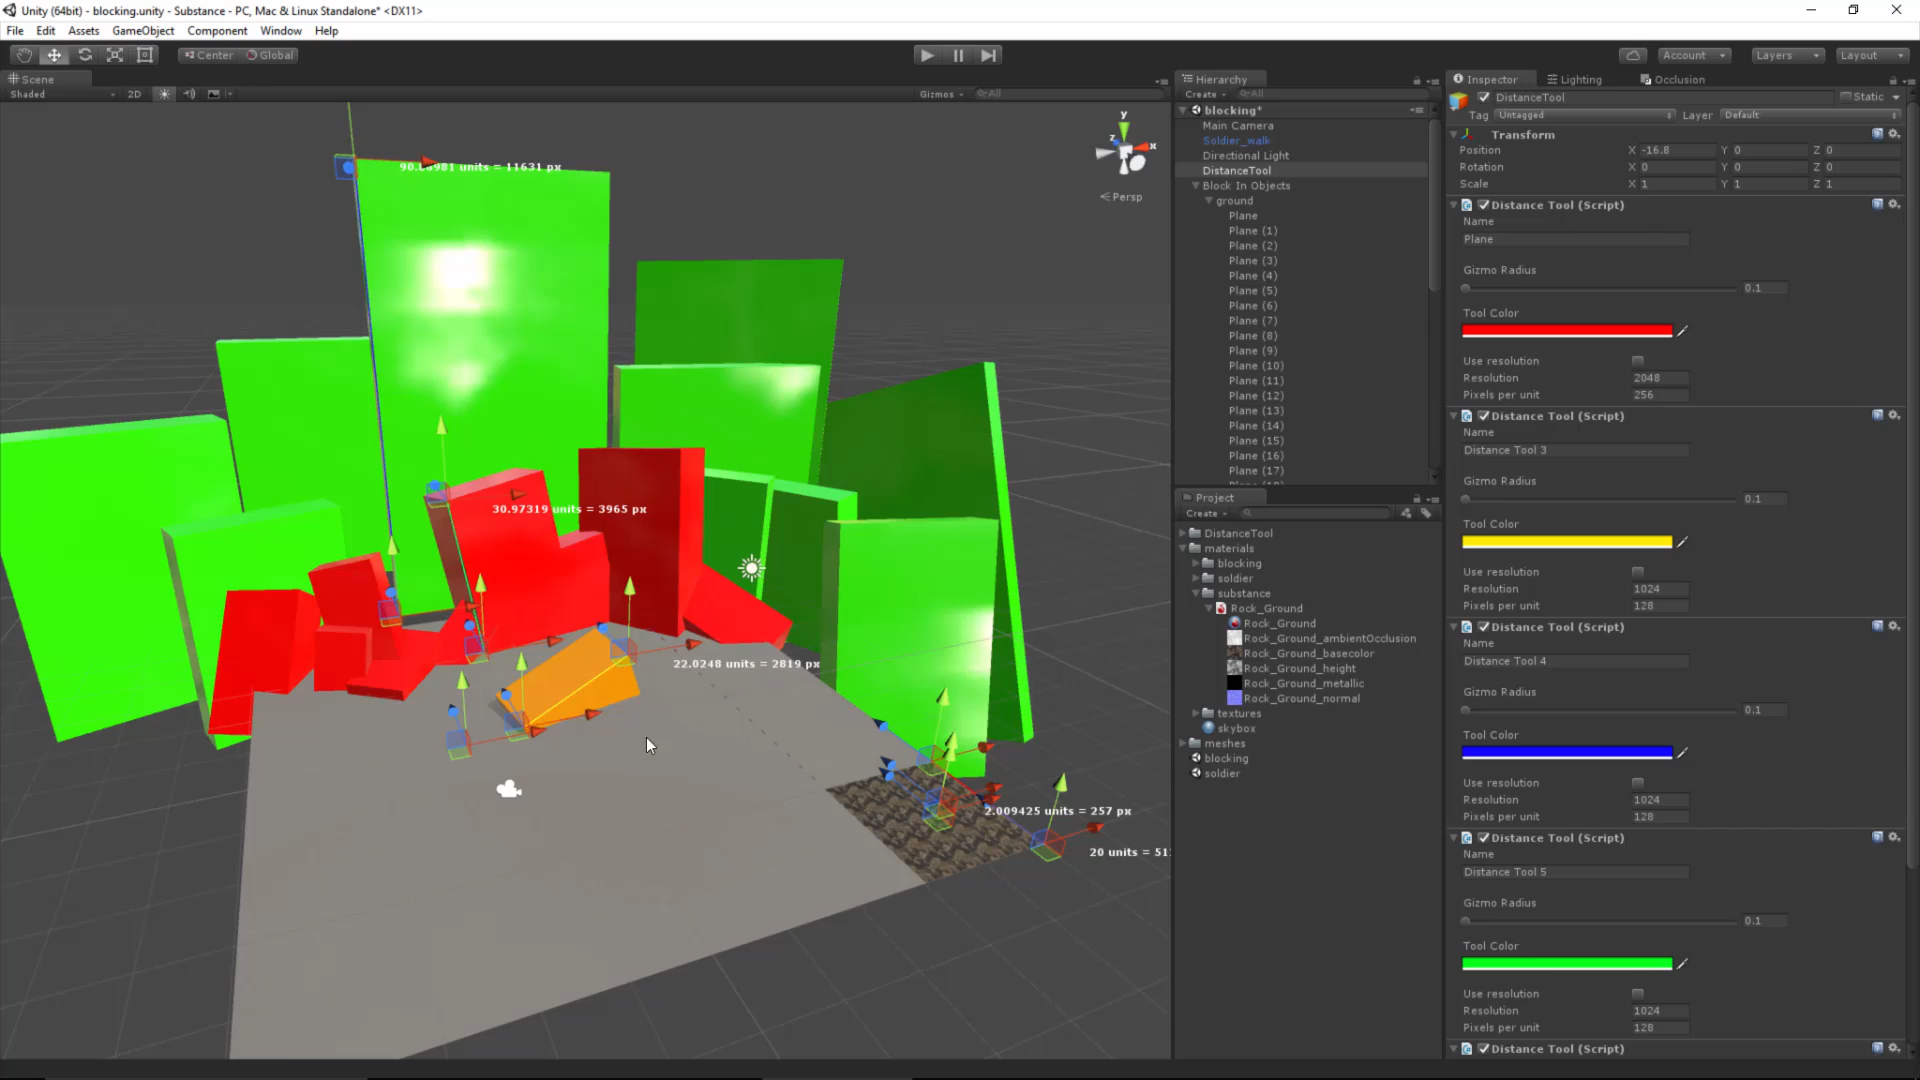 Unity (64bit) - blocking.unity - Substance - PC, Mac & Linux Standalone* <DX11>
File Edit Assets GameObject Component Window Help
Center Global
Account Layers Layout
Scene
Shaded 2D Gizmos All
y
z
x
Persp
90. 981 units = 11631 px
30.97319 units = 3965 px
22.0248 units = 2819 px
2.009425 units = 257 px
20 units = 51
Hierarchy
Create All
blocking*
Main Camera
Soldier_walk
Directional Light
DistanceTool
Block In Objects
ground
Plane
Plane (1)
Plane (2)
Plane (3)
Plane (4)
Plane (5)
Plane (6)
Plane (7)
Plane (8)
Plane (9)
Plane (10)
Plane (11)
Plane (12)
Plane (13)
Plane (14)
Plane (15)
Plane (16)
Plane (17)
Project
Create
DistanceTool
materials
blocking
soldier
substance
Rock_Ground
Rock_Ground
Rock_Ground_ambientOcclusion
Rock_Ground_basecolor
Rock_Ground_height
Rock_Ground_metallic
Rock_Ground_normal
textures
skybox
meshes
blocking
soldier
Inspector Lighting Occlusion
DistanceTool Static
Tag Untagged Layer Default
Transform
Position X -16.8 Y 0 Z 0
Rotation X 0 Y 0 Z 0
Scale X 1 Y 1 Z 1
Distance Tool (Script)
Name
Plane
Gizmo Radius
0.1
Tool Color
Use resolution
Resolution 2048
Pixels per unit 256
Distance Tool (Script)
Name
Distance Tool 3
Gizmo Radius
0.1
Tool Color
Use resolution
Resolution 1024
Pixels per unit 128
Distance Tool (Script)
Name
Distance Tool 4
Gizmo Radius
0.1
Tool Color
Use resolution
Resolution 1024
Pixels per unit 128
Distance Tool (Script)
Name
Distance Tool 5
Gizmo Radius
0.1
Tool Color
Use resolution
Resolution 1024
Pixels per unit 128
Distance Tool (Script)